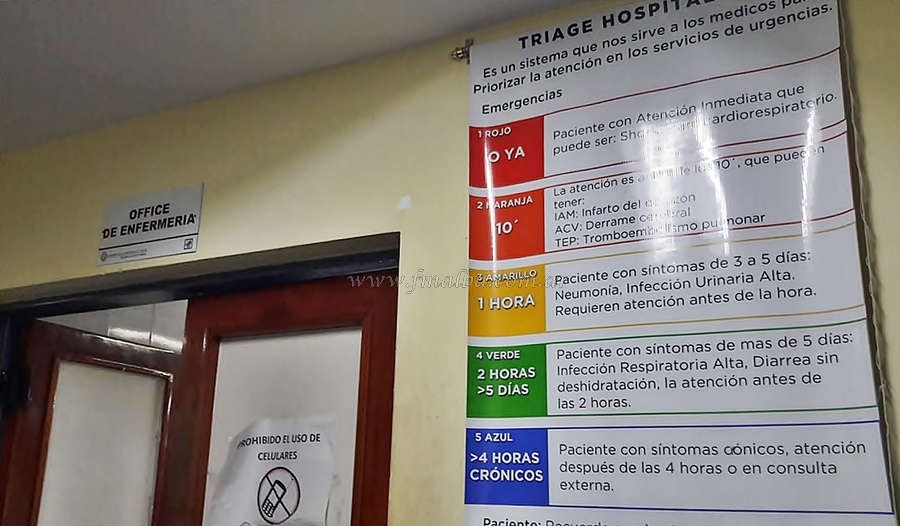 TRIAGE HOSPITAL
Es un sistema que nos sirve a los medicos
Priorizar la atención en los servicios de urgencias.
Emergencias
1 ROJO
O YA
Paciente con Atención Inmediata que
puede ser: cardiorespiratorio.
2 NARANJA
10´
La atención es 10´, que pueden
tener:
IAM: Infarto del
ACV: Derrame cerebral
TEP: Tromboembolismo pulmonar
3 AMARILLO
1 HORA
Paciente con síntomas de 3 a 5 días:
Neumonía, Infección Urinaria Alta.
Requieren atención antes de la hora.
4 VERDE
2 HORAS
>5 DÍAS
Paciente con síntomas de mas de 5 días:
Infección Respiratoria Alta, Diarrea sin
deshidratación, la atención antes de
las 2 horas.
5 AZUL
>4 HORAS
CRÓNICOS
Paciente con síntomas crónicos, atención
después de las 4 horas o en consulta
externa.
Paciente:
OFFICE
DE ENFERMERIA
PROHIBIDO EL USO DE
CELULARES